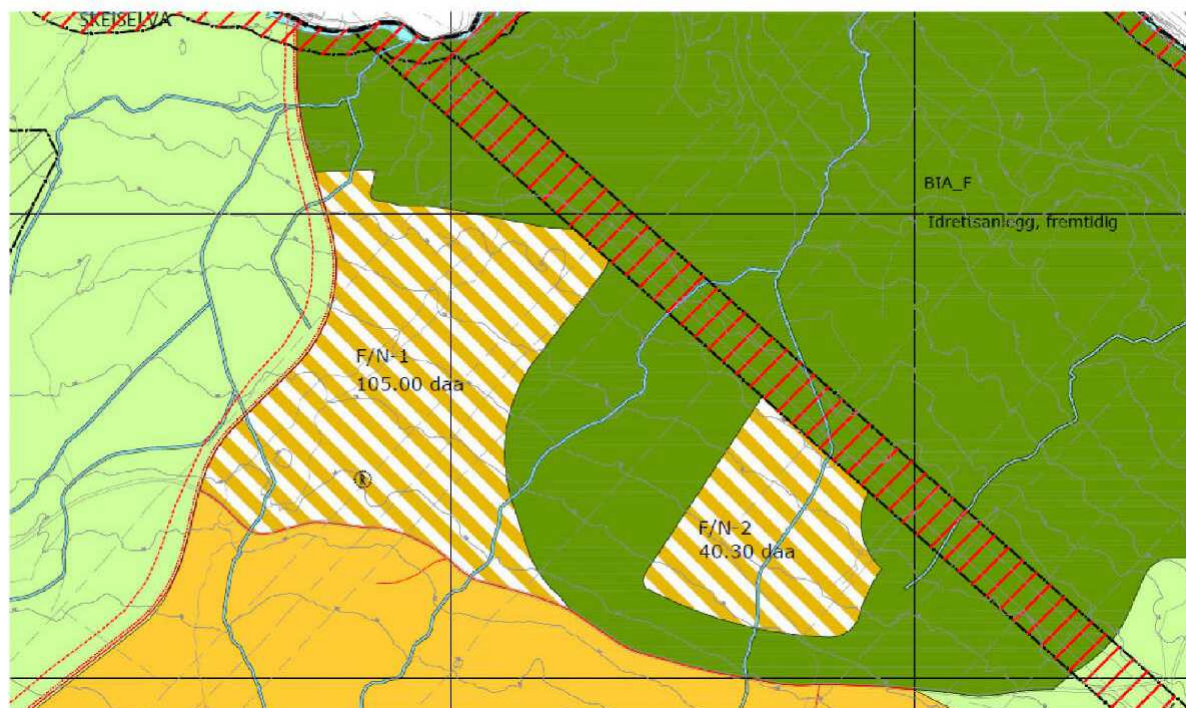 SKEISELVA
BIA_F
Idrettsanlegg, fremtidig
F/N-1
105.00 daa
R
F/N-2
40.30 daa